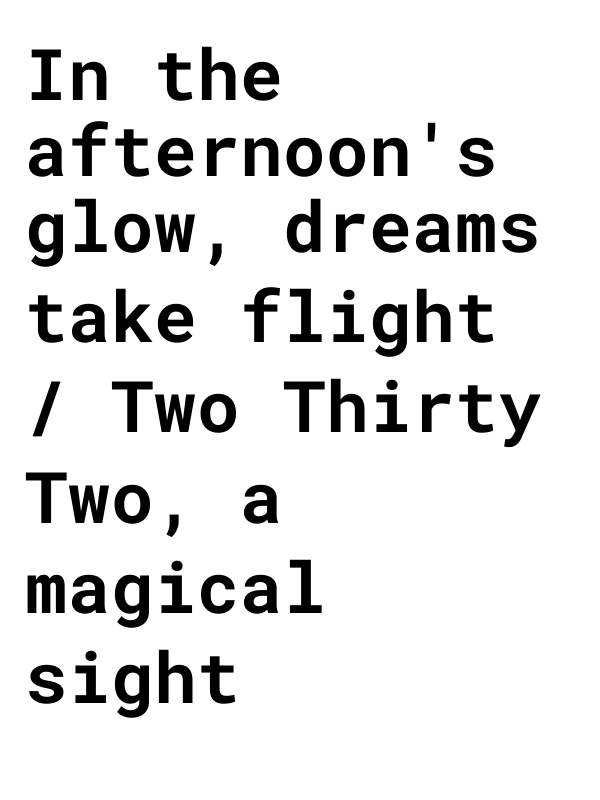 In the
afternoon's
glow, dreams
take flight
/ Two Thirty
Two, a
magical
sight